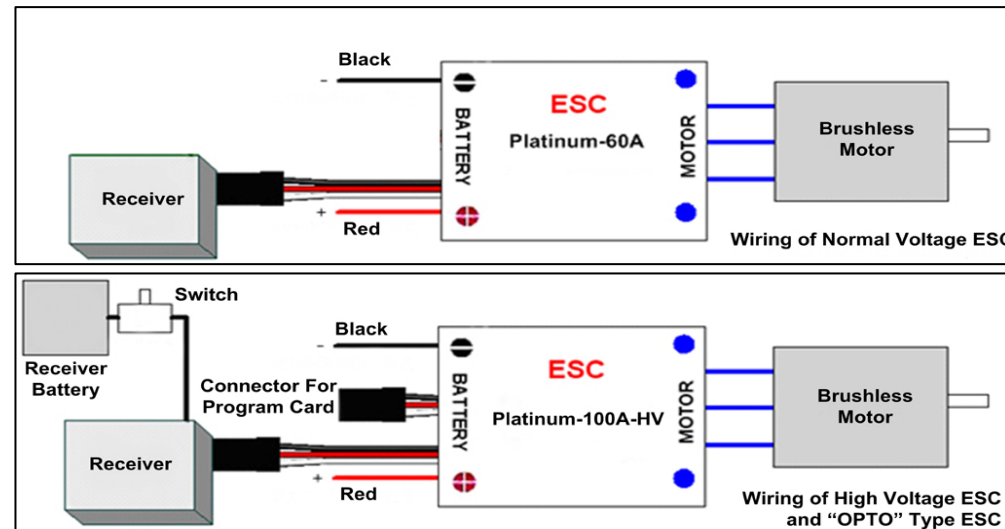 Black
-
BATTERY
ESC
Platinum-60A
MOTOR
Brushless
Motor
Receiver
+
Red
Wiring of Normal Voltage ESC
Switch
Receiver
Battery
Black
-
Connector For
Program Card
BATTERY
ESC
Platinum-100A-HV
MOTOR
Brushless
Motor
Receiver
+
Red
Wiring of High Voltage ESC
and “OPTO” Type ESC